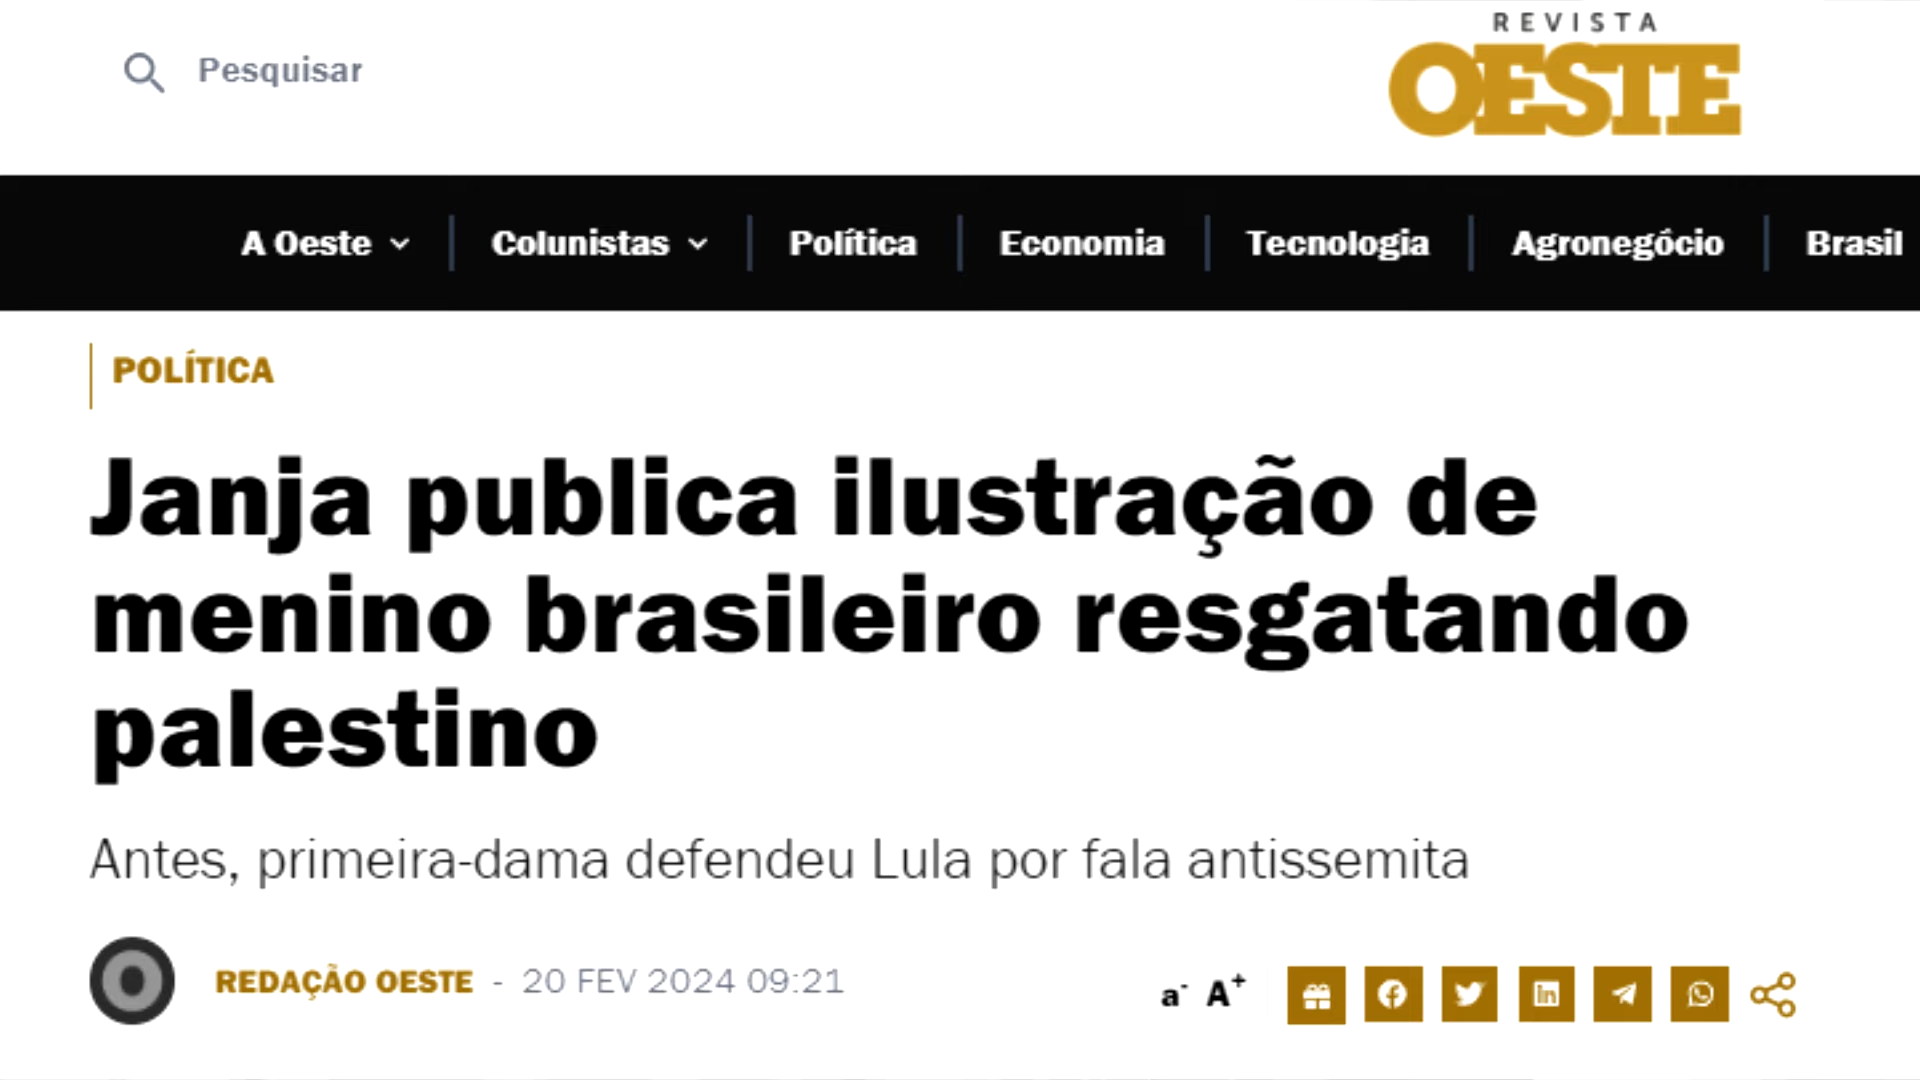 Pesquisar
REVISTA
OESTE
A Oeste
Colunistas
Política
Economia
Tecnologia
Agronegócio
Brasil
POLÍTICA
Janja publica ilustração de
menino brasileiro resgatando
palestino
Antes, primeira-dama defendeu Lula por fala antissemita
REDAÇÃO OESTE - 20 FEV 2024 09:21
a- A+